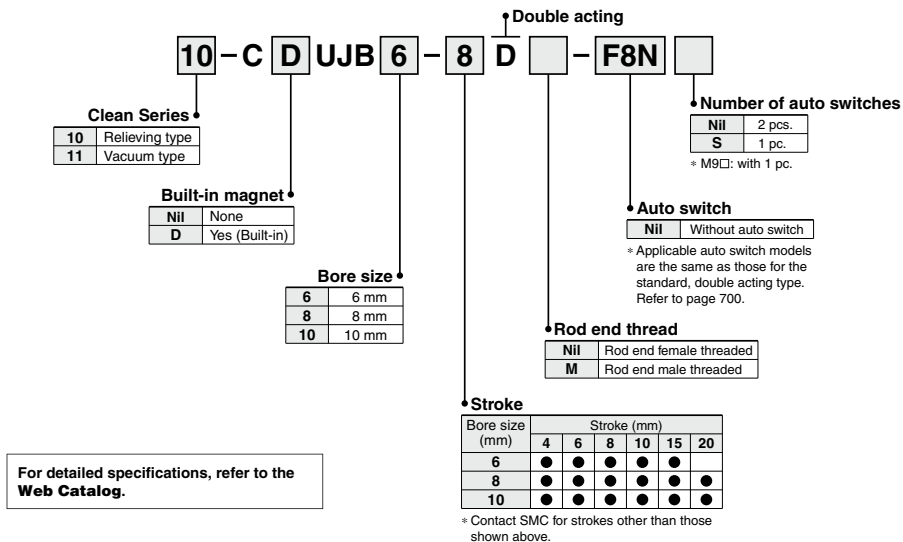 Double acting
10 – C D UJB 6 – 8 D – F8N
Clean Series
10 Relieving type
11 Vacuum type
Number of auto switches
Nil 2 pcs.
S 1 pc.
* M9□: with 1 pc.
Built-in magnet
Nil None
D Yes (Built-in)
Auto switch
Nil Without auto switch
* Applicable auto switch models
are the same as those for the
standard, double acting type.
Refer to page 700.
Bore size
6 6 mm
8 8 mm
10 10 mm
Rod end thread
Nil Rod end female threaded
M Rod end male threaded
Stroke
Bore size
(mm)
Stroke (mm)
4 6 8 10 15 20
6 ● ● ● ● ●
8 ● ● ● ● ● ●
10 ● ● ● ● ● ●
* Contact SMC for strokes other than those
shown above.
For detailed specifications, refer to the
Web Catalog.